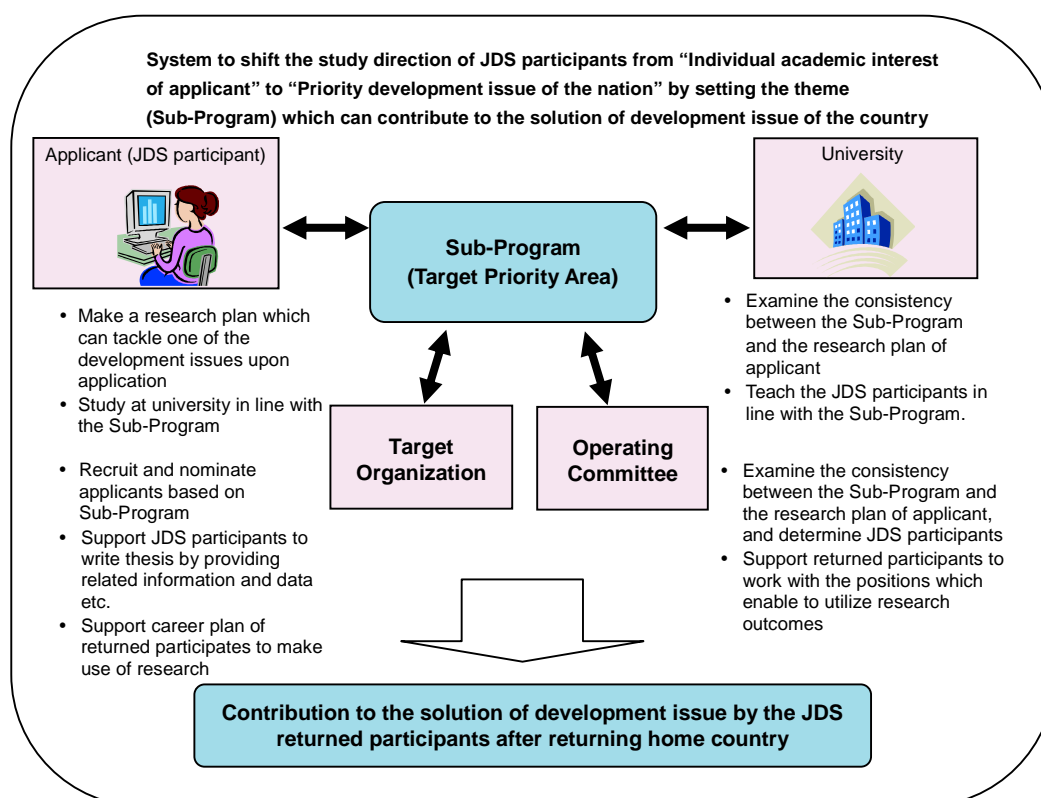 System to shift the study direction of JDS participants from “Individual academic interest
of applicant” to “Priority development issue of the nation” by setting the theme
(Sub-Program) which can contribute to the solution of development issue of the country
Applicant (JDS participant)
University
Sub-Program
(Target Priority Area)
• Make a research plan which
can tackle one of the
development issues upon
application
• Study at university in line with
the Sub-Program
• Examine the consistency
between the Sub-Program
and the research plan of
applicant
• Teach the JDS participants in
line with the Sub-Program.
Target
Organization
Operating
Committee
• Recruit and nominate
applicants based on
Sub-Program
• Support JDS participants to
write thesis by providing
related information and data
etc.
• Support career plan of
returned participates to make
use of research
• Examine the consistency
between the Sub-Program and
the research plan of applicant,
and determine JDS participants
• Support returned participants to
work with the positions which
enable to utilize research
outcomes
Contribution to the solution of development issue by the JDS
returned participants after returning home country